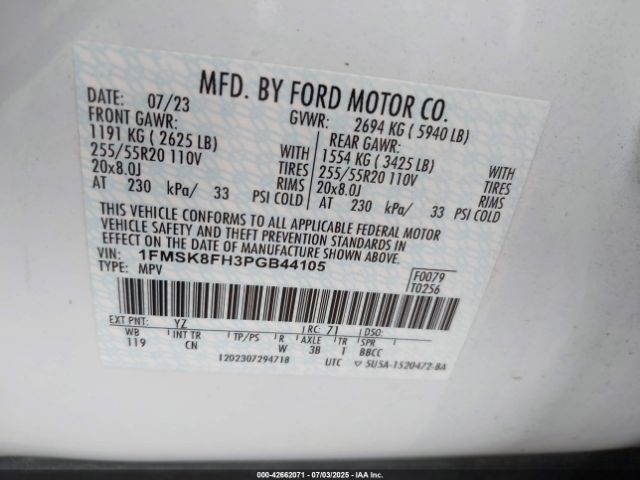 MFD. BY FORD MOTOR CO.
DATE: 07/23 GVWR: 2694 KG ( 5940 LB)
FRONT GAWR: REAR GAWR:
1191 KG ( 2625 LB) WITH 1554 KG ( 3425 LB) WITH
255/55R20 110V TIRES 255/55R20 110V TIRES
20x8.0J RIMS 20x8.0J RIMS
AT 230 kPa/ 33 PSI COLD AT 230 kPa/ 33 PSI COLD
THIS VEHICLE CONFORMS TO ALL APPLICABLE FEDERAL MOTOR
VEHICLE SAFETY AND THEFT PREVENTION STANDARDS IN
EFFECT ON THE DATE OF MANUFACTURE SHOWN ABOVE.
VIN: 1FMSK8FH3PGB44105 F0079
TYPE: MPV T0256
EXT PNT: YZ RC: 71 DSO:
WB INT TR TP/PS R AXLE TR SPR
119 CN W 3B T BBCC
1202307294718 UTC ▽ 5U5A-1520472-BA
000-42662071 - 07/03/2025 - IAA Inc.